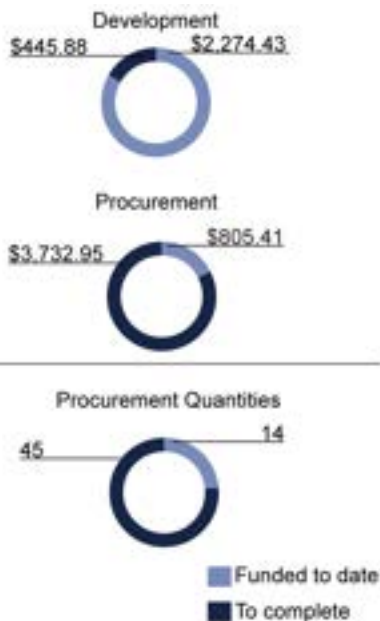 Development
$445.88 $2,274.43
Procurement
$3,732.95 $805.41
Procurement Quantities
45 14
Funded to date
To complete